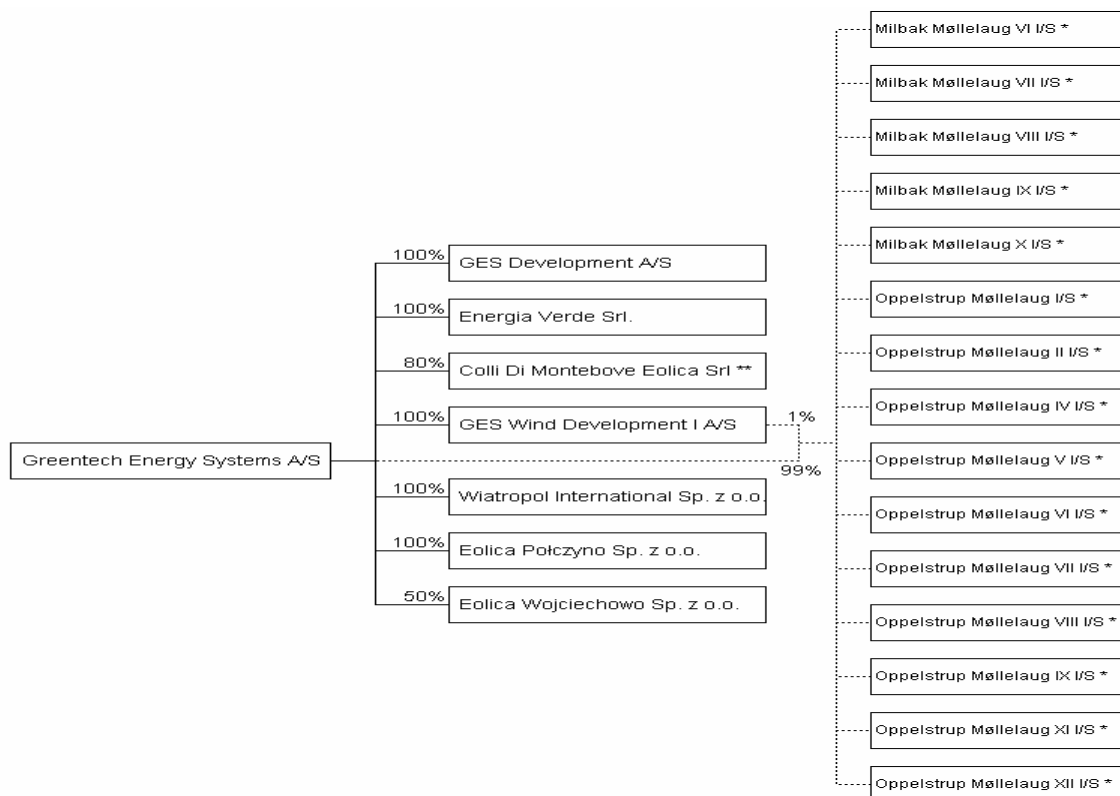 Greentech Energy Systems A/S
100%
GES Development A/S
100%
Energia Verde Srl.
80%
Colli Di Montebove Eolica Srl **
100%
GES Wind Development I A/S
1%
99%
100%
Wiatropol International Sp. z o.o.
100%
Eolica Połczyno Sp. z o.o.
50%
Eolica Wojciechowo Sp. z o.o.
Milbak Møllelaug VI I/S *
Milbak Møllelaug VII I/S *
Milbak Møllelaug VIII I/S *
Milbak Møllelaug IX I/S *
Milbak Møllelaug X I/S *
Oppelstrup Møllelaug I/S *
Oppelstrup Møllelaug II I/S *
Oppelstrup Møllelaug IV I/S *
Oppelstrup Møllelaug V I/S *
Oppelstrup Møllelaug VI I/S *
Oppelstrup Møllelaug VII I/S *
Oppelstrup Møllelaug VIII I/S *
Oppelstrup Møllelaug IX I/S *
Oppelstrup Møllelaug XI I/S *
Oppelstrup Møllelaug XII I/S *